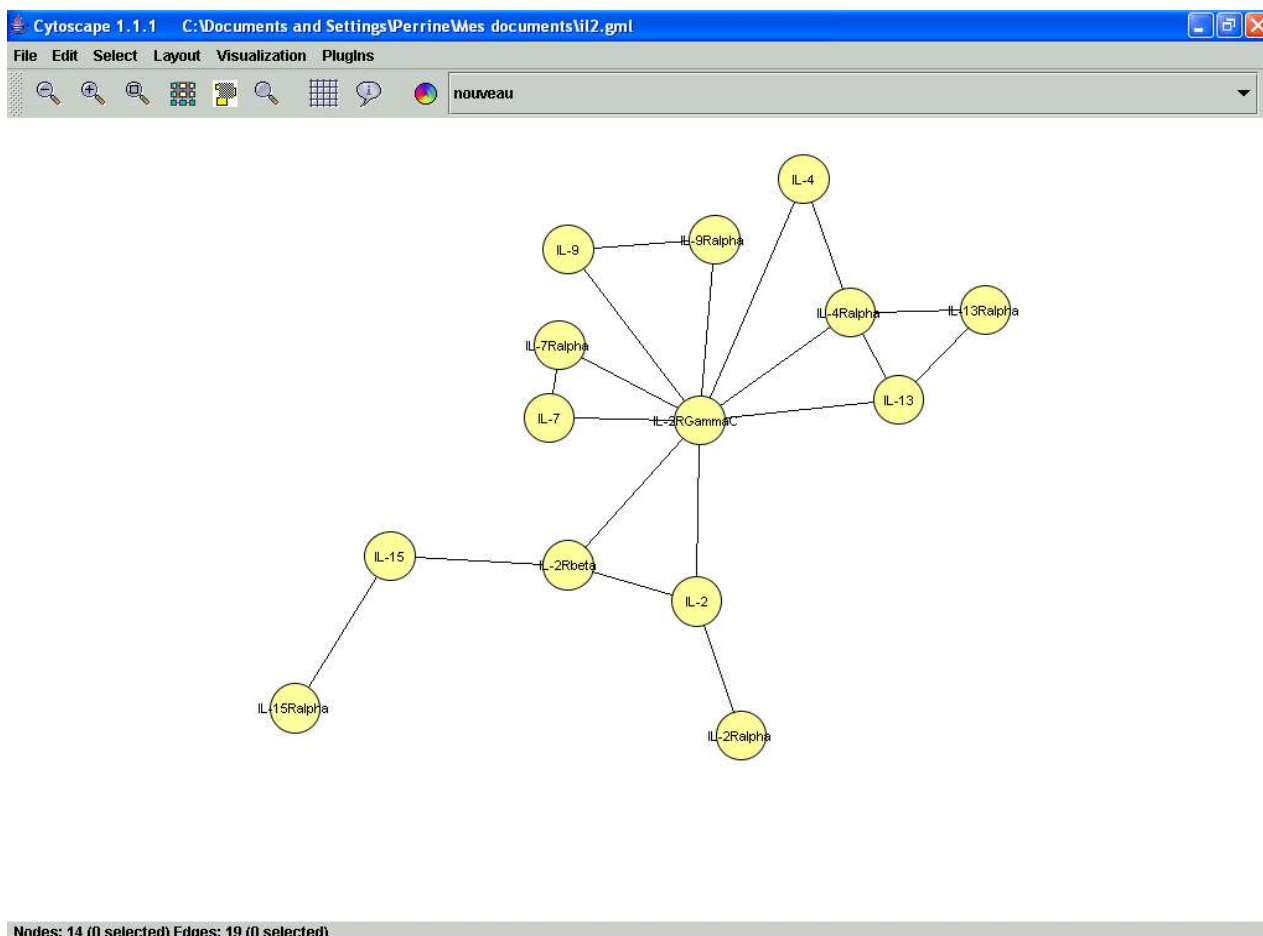 Cytoscape 1.1.1 C:\Documents and Settings\Perrine\Mes documents\il2.gml
File Edit Select Layout Visualization PlugIns
nouveau
IL-4
IL-9
IL-9Ralpha
IL-4Ralpha
IL-13Ralpha
IL-7Ralpha
IL-13
IL-7
IL-2RGammaC
IL-15
IL-2Rbeta
IL-2
IL-15Ralpha
IL-2Ralpha
Nodes: 14 (0 selected) Edges: 19 (0 selected)